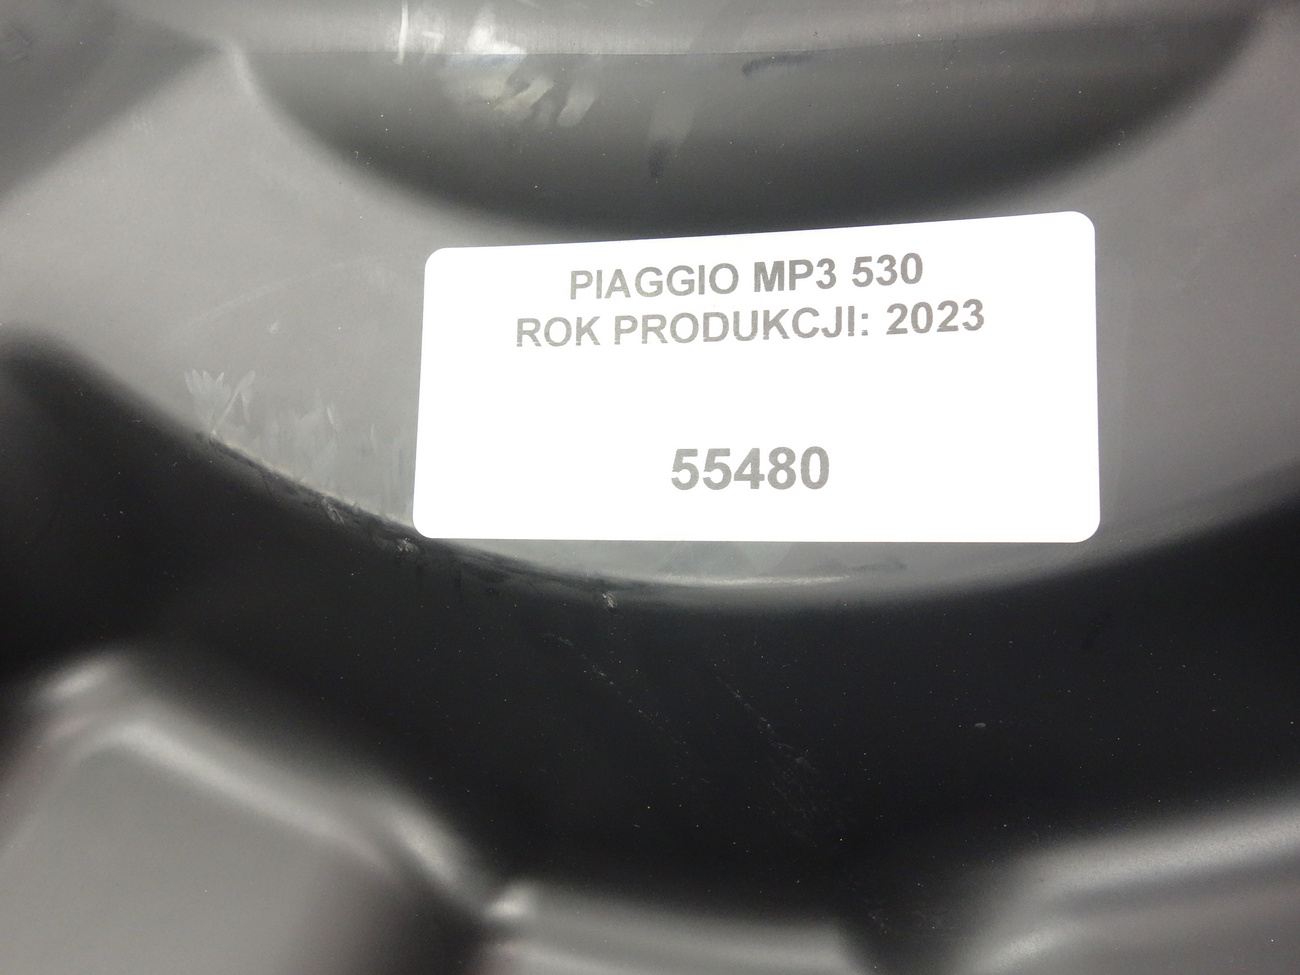 PIAGGIO MP3 530
ROK PRODUKCJI: 2023
55480